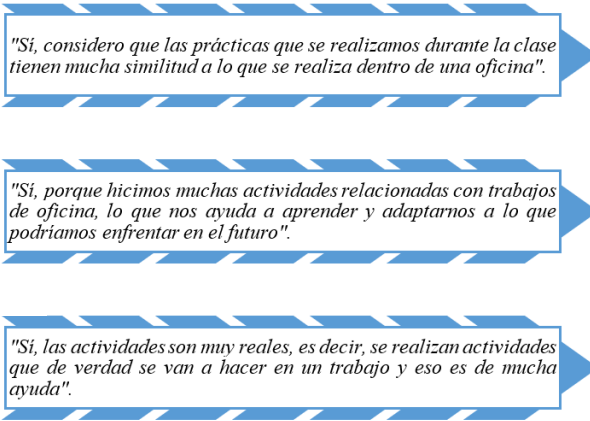 "Sí, considero que las prácticas que se realizamos durante la clase
tienen mucha similitud a lo que se realiza dentro de una oficina".
"Sí, porque hicimos muchas actividades relacionadas con trabajos
de oficina, lo que nos ayuda a aprender y adaptarnos a lo que
podríamos enfrentar en el futuro".
"Sí, las actividades son muy reales, es decir, se realizan actividades
que de verdad se van a hacer en un trabajo y eso es de mucha
ayuda".